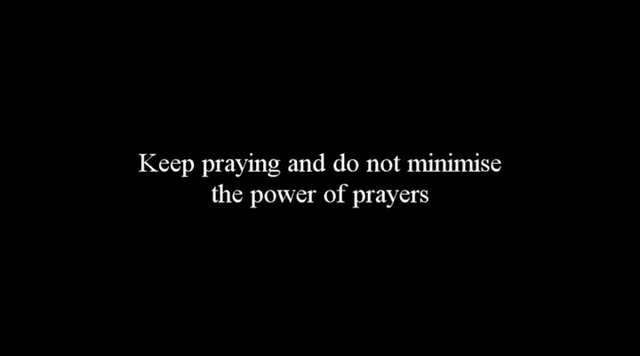 Keep praying and do not minimise
the power of prayers